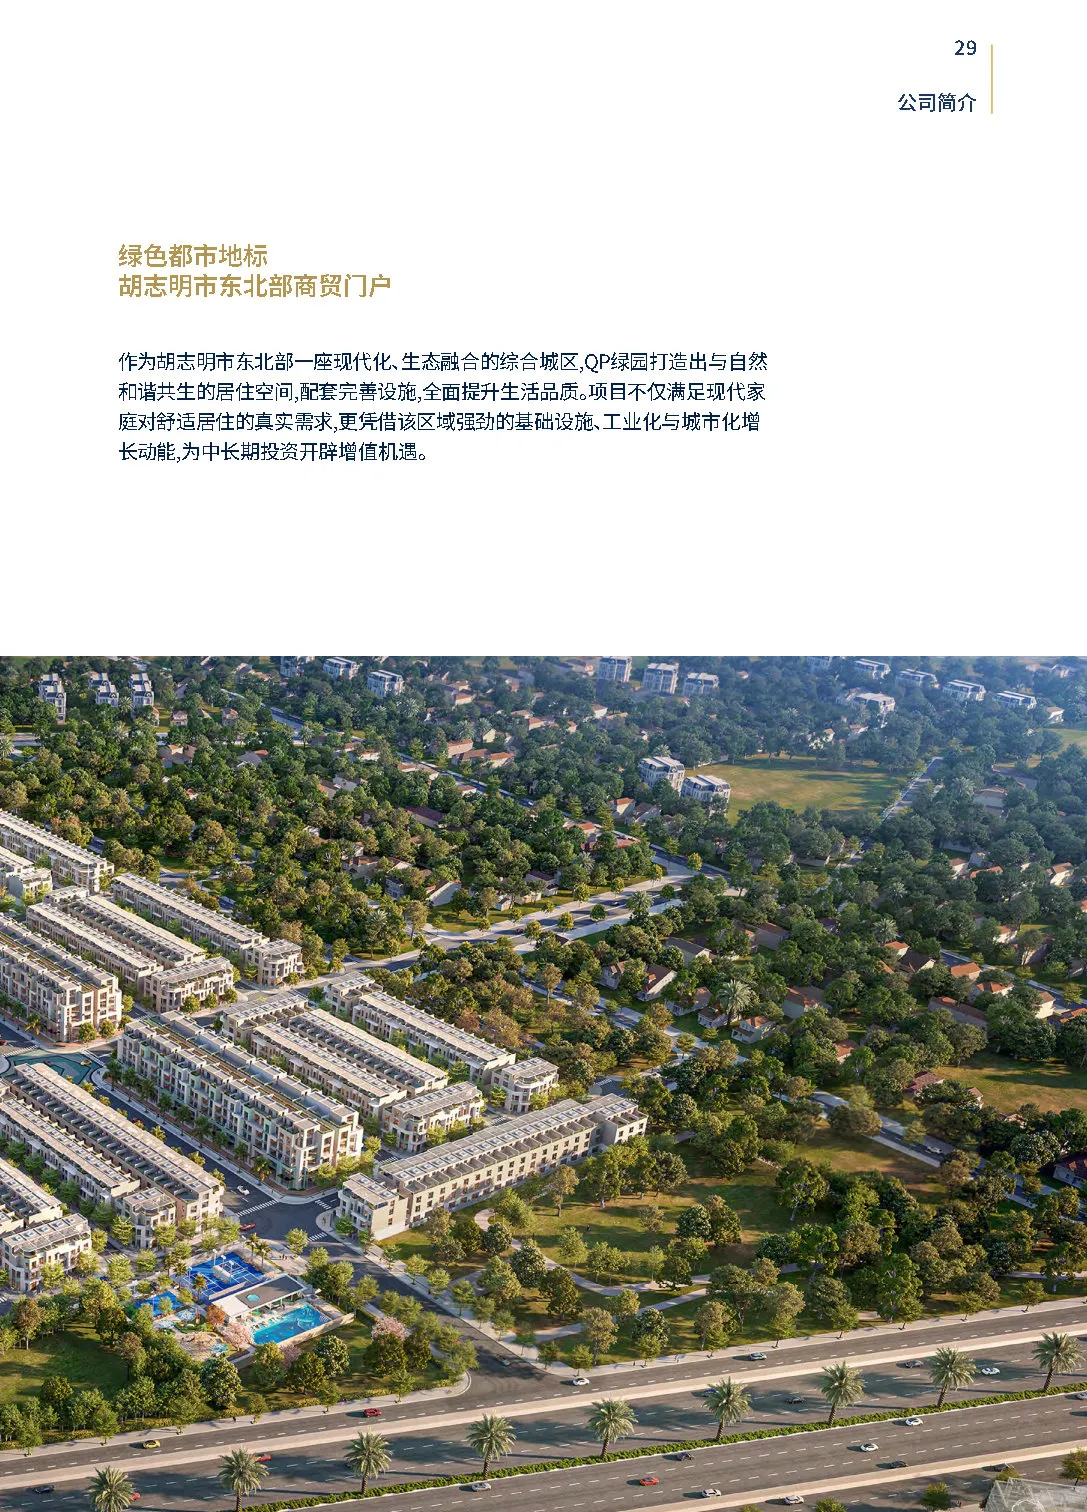 29
公司简介
绿色都市地标
胡志明市东北部商贸门户
作为胡志明市东北部一座现代化、生态融合的综合城区,QP绿园打造出与自然
和谐共生的居住空间,配套完善设施,全面提升生活品质。项目不仅满足现代家
庭对舒适居住的真实需求,更凭借该区域强劲的基础设施、工业化与城市化增
长动能,为中长期投资开辟增值机遇。